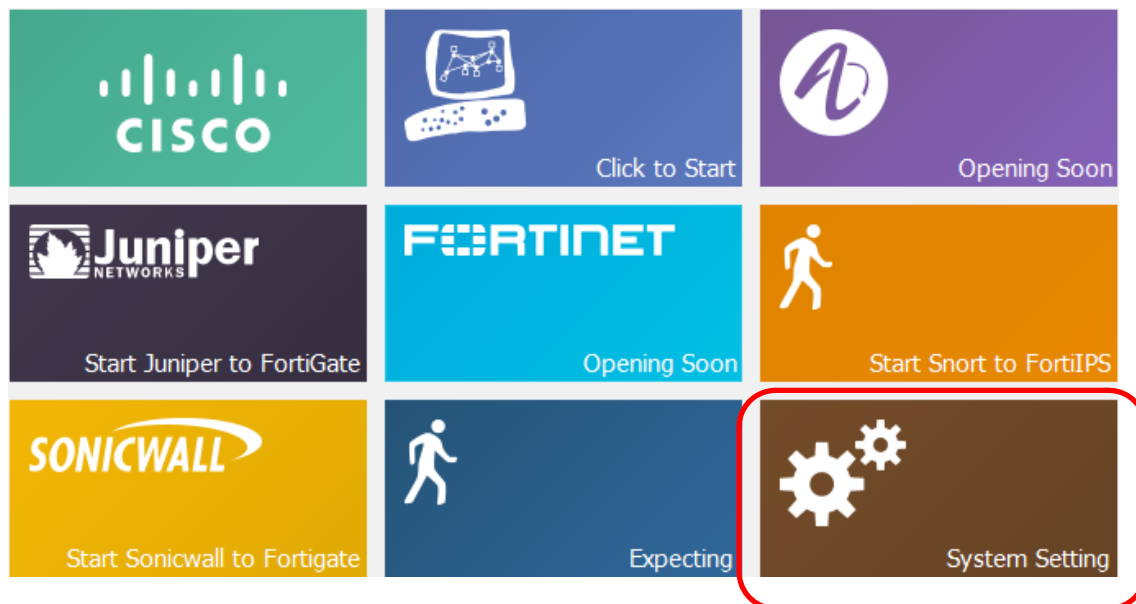 CISCO
Click to Start
Opening Soon
Juniper
NETWORKS
Start Juniper to FortiGate
FORTINET
Opening Soon
Start Snort to FortiIPS
SONICWALL
Start Sonicwall to Fortigate
Expecting
System Setting